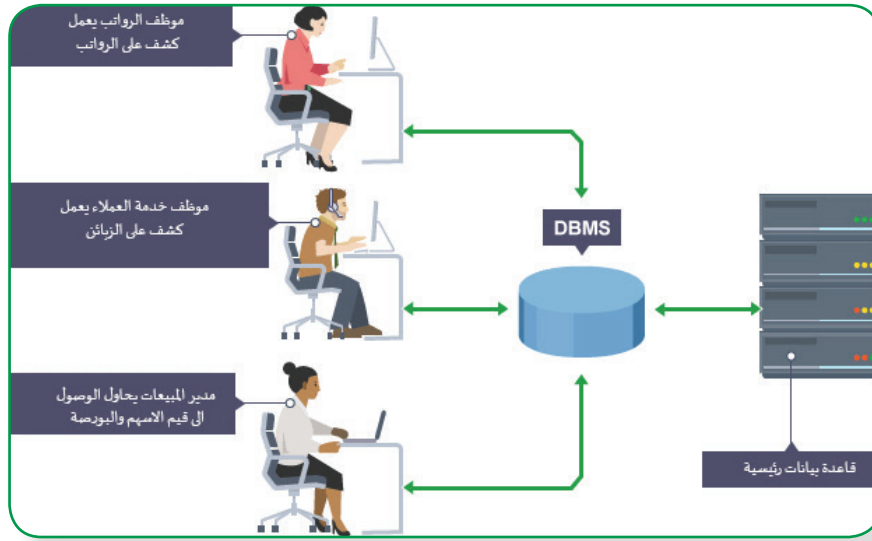 موظف الرواتب يعمل
كشف على الرواتب
موظف خدمة العملاء يعمل
كشف على الزبائن
DBMS
مدير المبيعات يحاول الوصول
الى قيم الاسهم والبورصة
قاعدة بيانات رئيسية